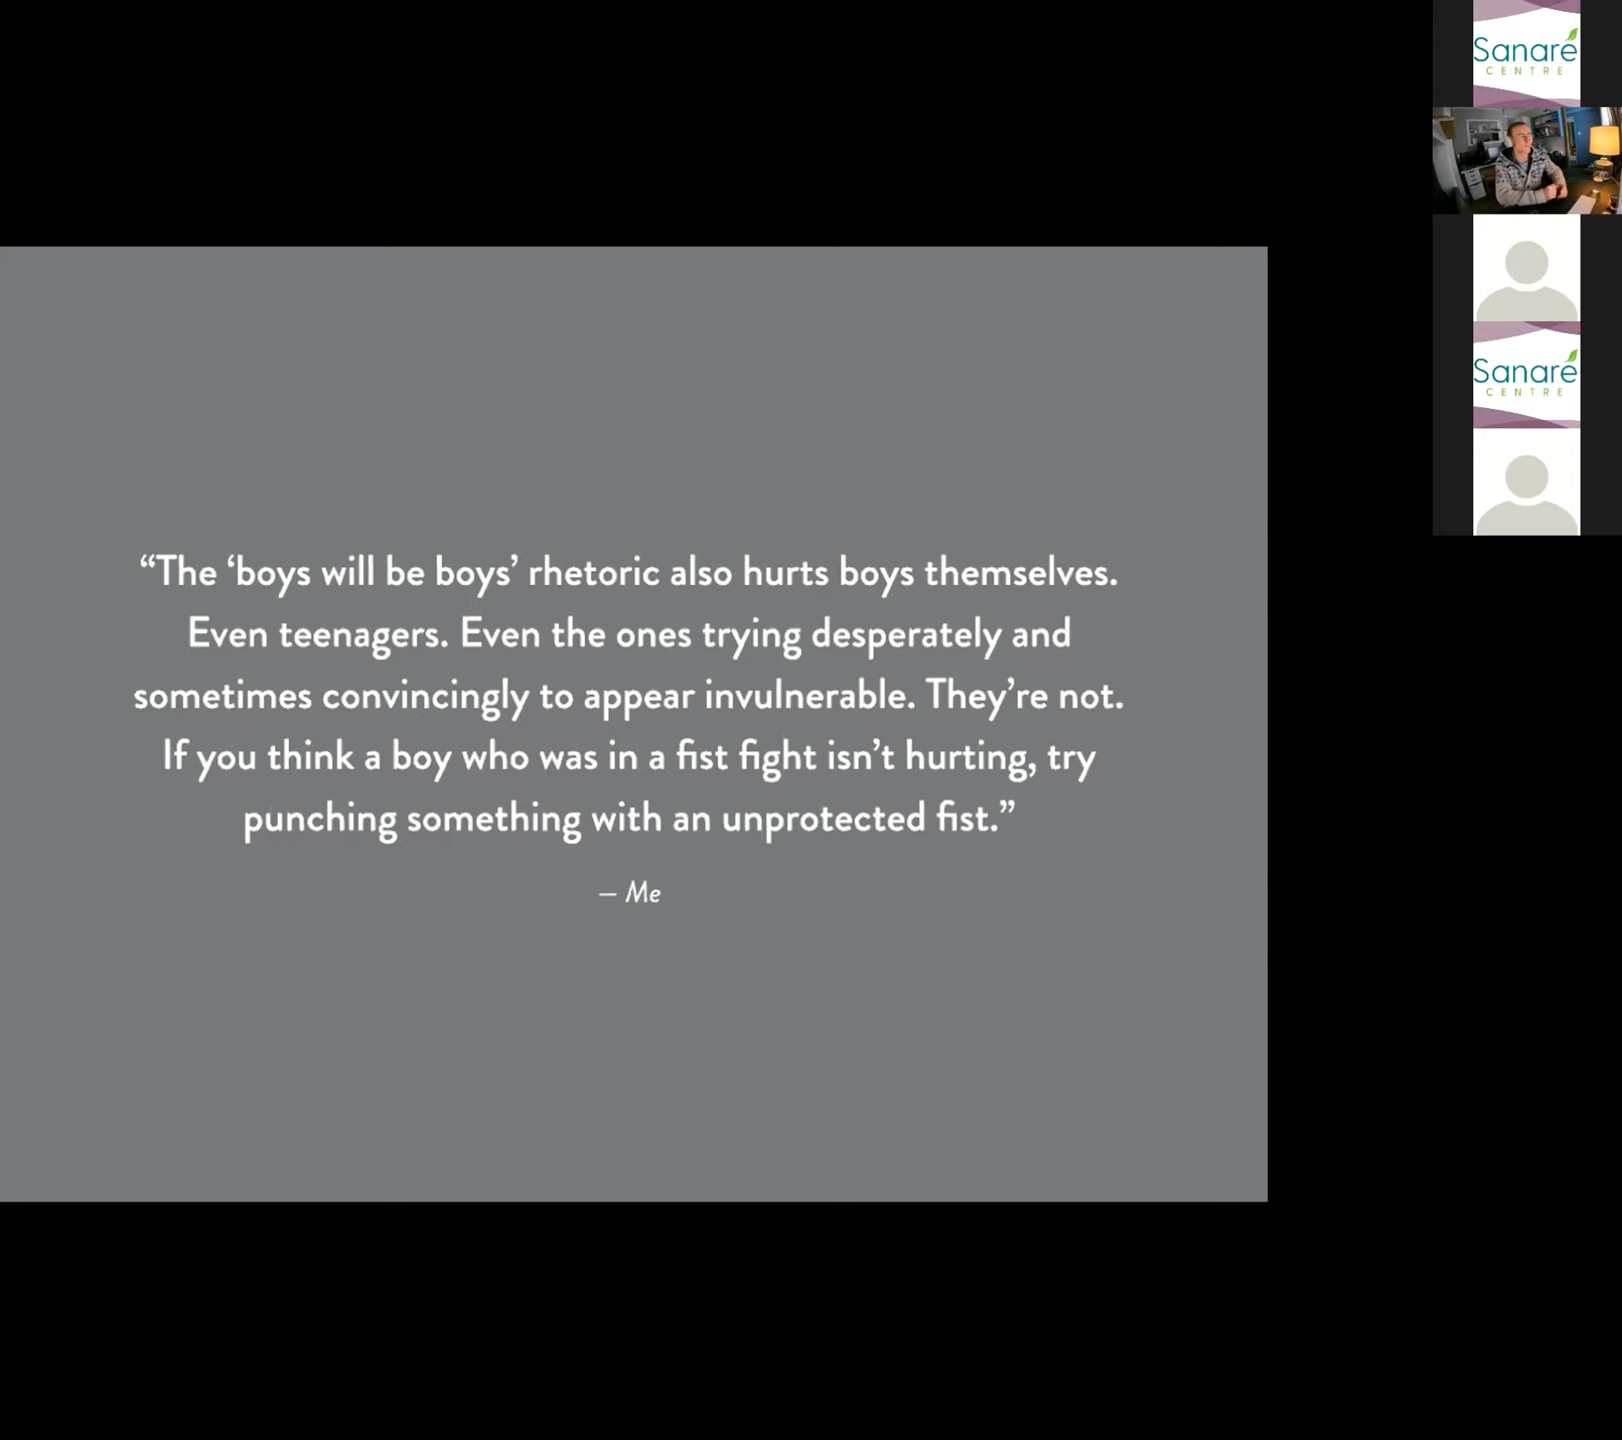 “The ‘boys will be boys’ rhetoric also hurts boys themselves.
Even teenagers. Even the ones trying desperately and
sometimes convincingly to appear invulnerable. They’re not.
If you think a boy who was in a fist fight isn’t hurting, try
punching something with an unprotected fist.”
– Me
Sanaré
CENTRE
Sanaré
CENTRE